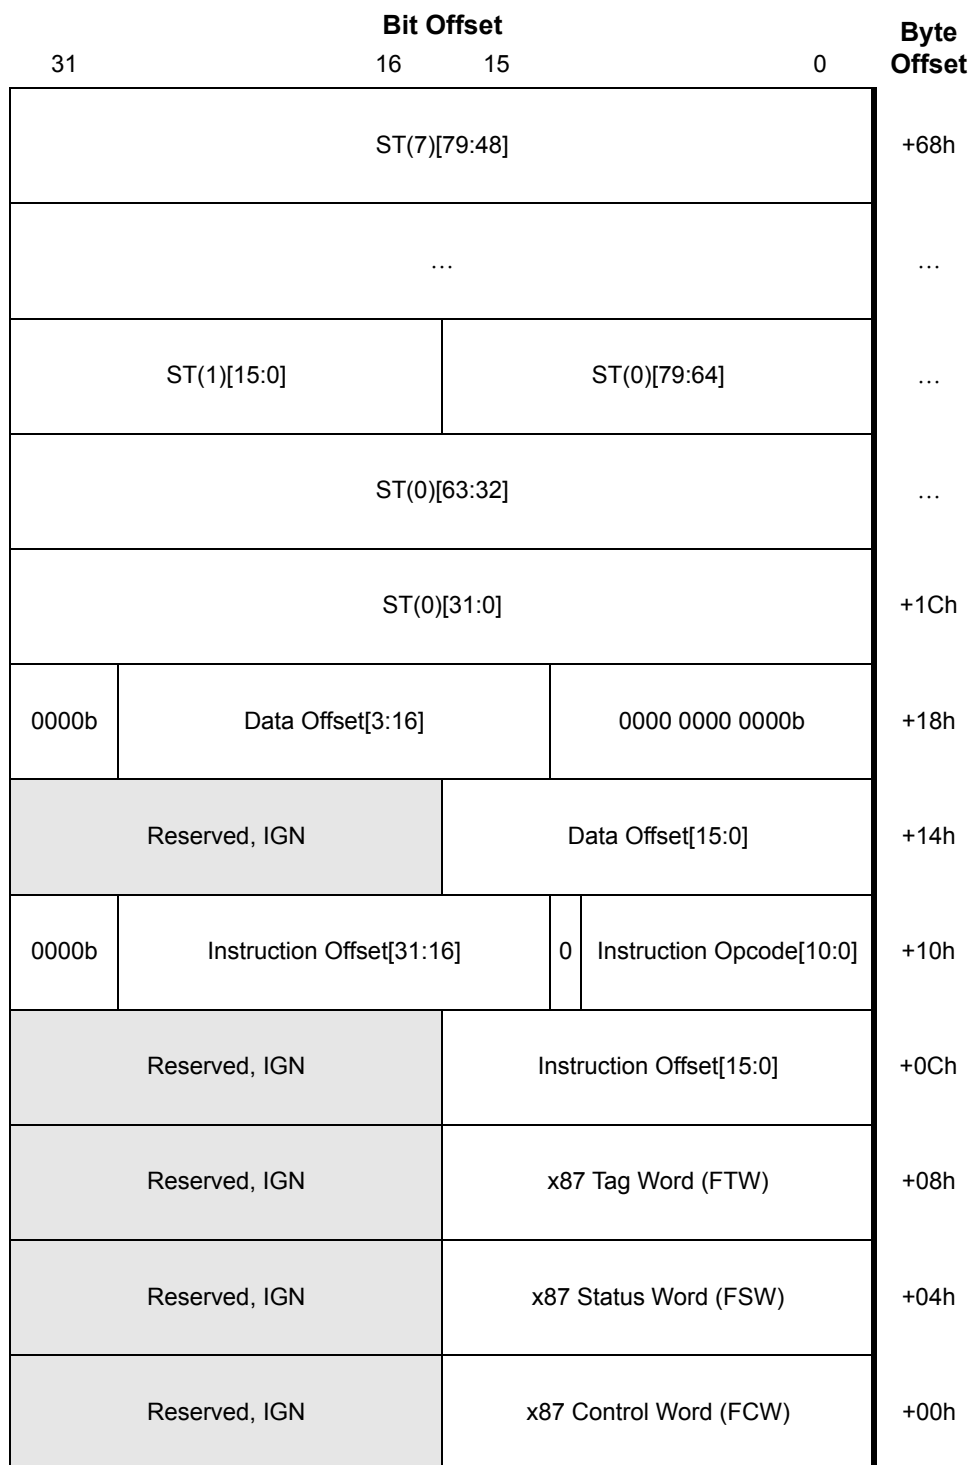 Bit Offset Byte
31 16 15 0 Offset
ST(7)[79:48] +68h
… …
ST(1)[15:0] ST(0)[79:64] …
ST(0)[63:32] …
ST(0)[31:0] +1Ch
0000b Data Offset[3:16] 0000 0000 0000b +18h
Reserved, IGN Data Offset[15:0] +14h
0000b Instruction Offset[31:16] 0 Instruction Opcode[10:0] +10h
Reserved, IGN Instruction Offset[15:0] +0Ch
Reserved, IGN x87 Tag Word (FTW) +08h
Reserved, IGN x87 Status Word (FSW) +04h
Reserved, IGN x87 Control Word (FCW) +00h